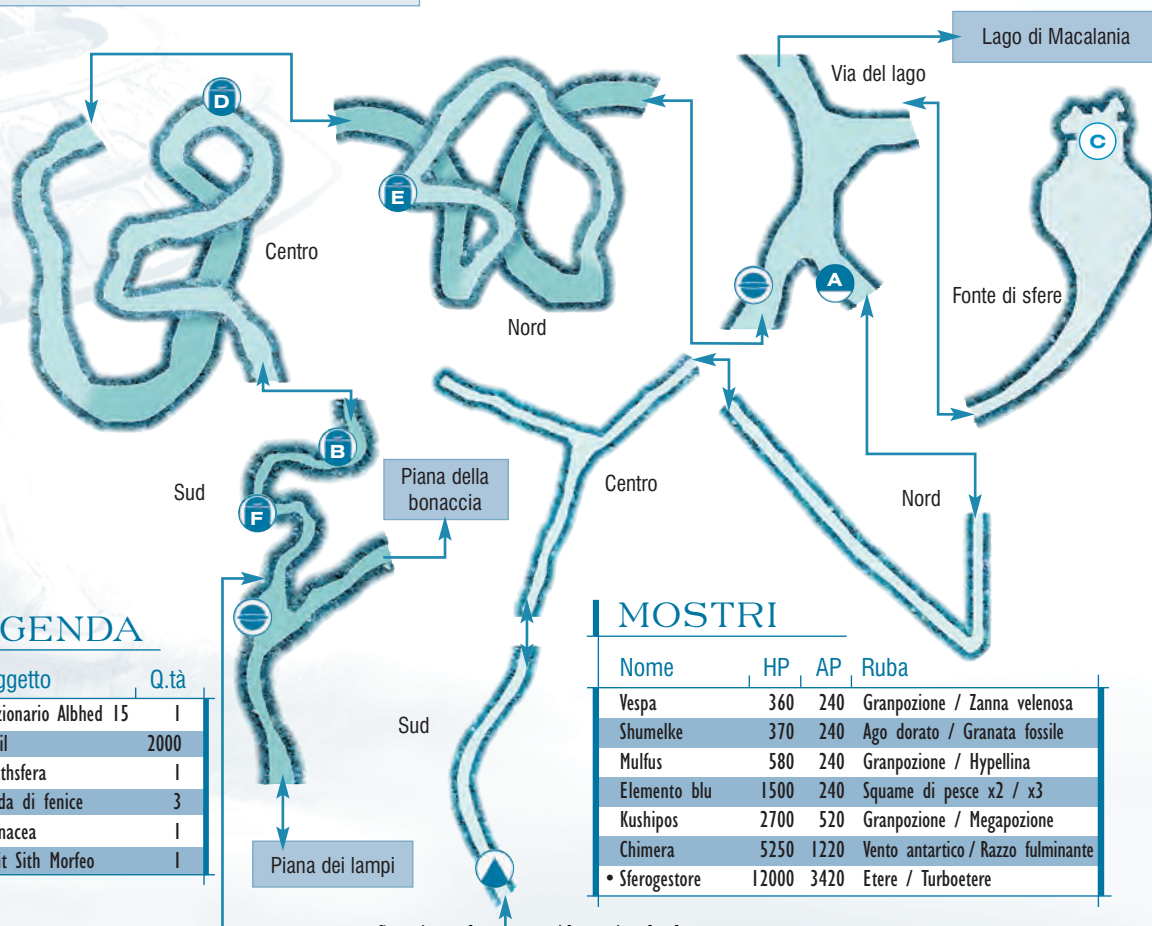 Lago di Macalania
Via del lago
D
C
E
Centro
Fonte di sfere
A
Nord
B
Piana della
bonaccia
Centro
Sud
Nord
F
GENDA
ggetto Q.tà
zionario Albhed 15 1
il 2000
thsfera 1
da di fenice 3
nacea 1
it Sith Morfeo 1
Sud
Piana dei lampi
MOSTRI
Nome HP AP Ruba
Vespa 360 240 Granpozione / Zanna velenosa
Shumelke 370 240 Ago dorato / Granata fossile
Mulfus 580 240 Granpozione / Hypellina
Elemento blu 1500 240 Squame di pesce x2 / x3
Kushipos 2700 520 Granpozione / Megapozione
Chimera 5250 1220 Vento antartico / Razzo fulminante
• Sferogestore 12000 3420 Etere / Turboetere